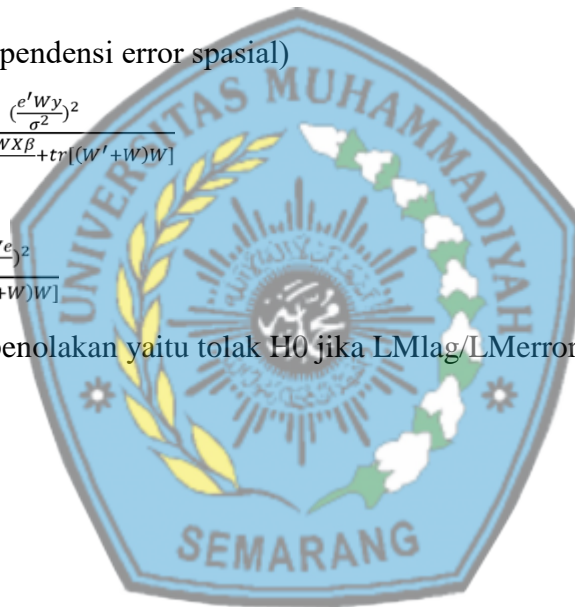 pendensi error spasial)
(e'Wy/σ²)²
WXβ+tr[(W'+W)W]
e)²
+W)W]
penolakan yaitu tolak H0 jika LMlag/LMerror
UNIVERSITAS MUHAMMADIYAH
SEMARANG